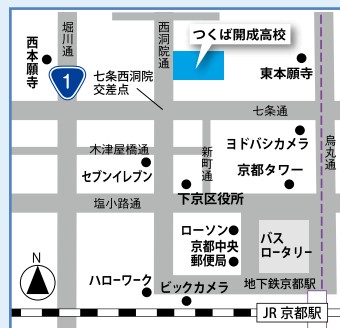 堀川通
西洞院通
つくば開成高校
西本願寺
1
東本願寺
七条西洞院
交差点
七条通
烏丸通
ヨドバシカメラ
木津屋橋通
新町通
セブンイレブン
京都タワー
下京区役所
塩小路通
ローソン
京都中央
郵便局
バス
ロータリー
N
ハローワーク
ビックカメラ
地下鉄京都駅
JR 京都駅